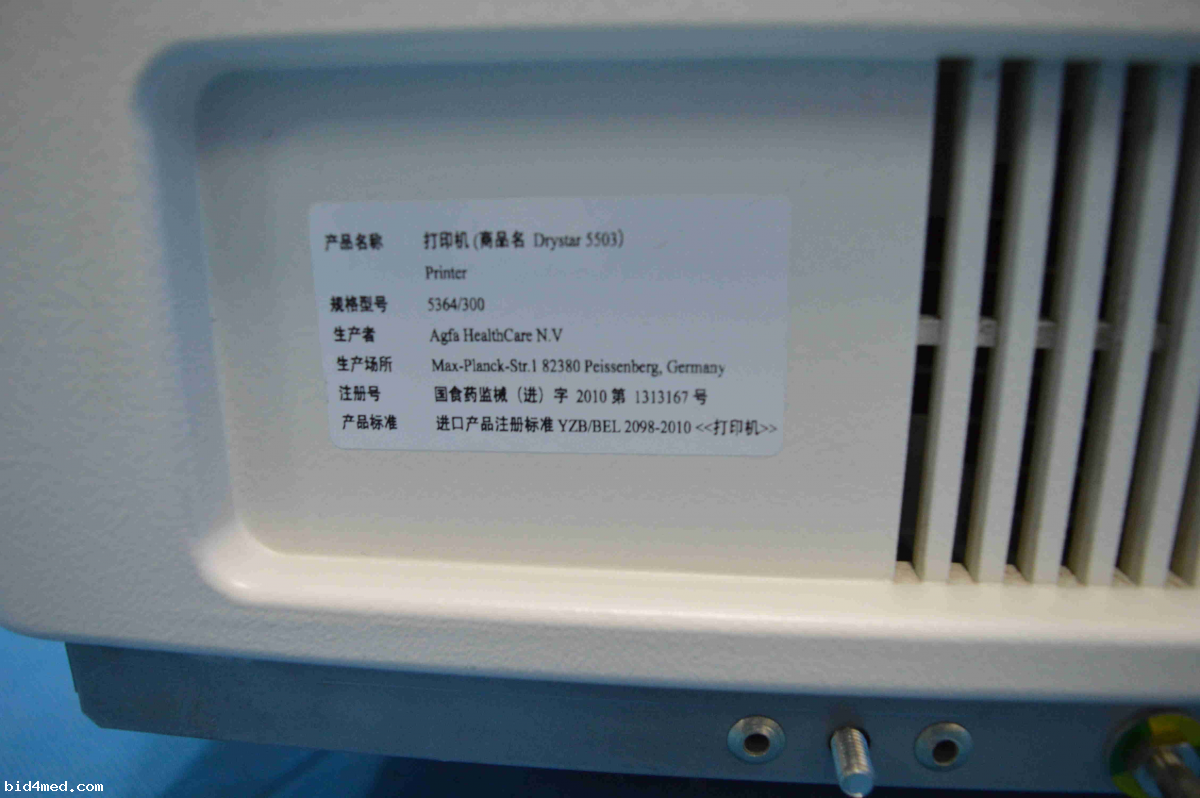 产品名称 打印机 (商品名 Drystar 5503)
Printer
规格型号 5364/300
生产者 Agfa HealthCare N.V
生产场所 Max-Planck-Str.1 82380 Peissenberg, Germany
注册号 国食药监械（进）字 2010 第 1313167 号
产品标准 进口产品注册标准 YZB/BEL 2098-2010 <<打印机>>
bid4med.com